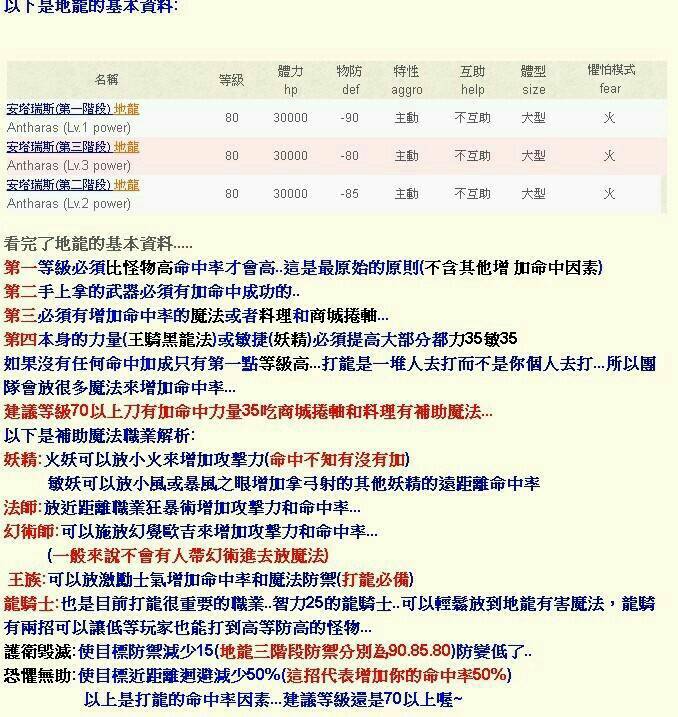 以下是地龍的基本資料:
名稱 等級 體力 物防 特性 互助 體型 懼怕模式
hp def aggro help size fear
安塔瑞斯(第一階段) 地龍
Antharas (Lv.1 power) 80 30000 -90 主動 不互助 大型 火
安塔瑞斯(第三階段) 地龍
Antharas (Lv.3 power) 80 30000 -80 主動 不互助 大型 火
安塔瑞斯(第二階段) 地龍
Antharas (Lv.2 power) 80 30000 -85 主動 不互助 大型 火
看完了地龍的基本資料.....
第一等級必須比怪物高命中率才會高..這是最原始的原則(不含其他增 加命中因素)
第二手上拿的武器必須有加命中成功的..
第三必須有增加命中率的魔法或者料理和商城捲軸...
第四本身的力量(王騎黑龍法)或敏捷(妖精)必須提高大部分都力35敏35
如果沒有任何命中加成只有第一點等級高...打龍是一堆人去打而不是你個人去打...所以團
隊會放很多魔法來增加命中率...
建議等級70以上刀有加命中力量35吃商城捲軸和料理有補助魔法...
以下是補助魔法職業解析:
妖精:火妖可以放小火來增加攻擊力(命中不知有沒有加)
敏妖可以放小風或暴風之眼增加拿弓射的其他妖精的遠距離命中率
法師:放近距離職業狂暴術增加攻擊力和命中率...
幻術師:可以施放幻覺歐吉來增加攻擊力和命中率...
(一般來說不會有人帶幻術進去放魔法)
王族:可以放激勵士氣增加命中率和魔法防禦(打龍必備)
龍騎士:也是目前打龍很重要的職業..智力25的龍騎士..可以輕鬆放到地龍有害魔法，龍騎
有兩招可以讓低等玩家也能打到高等防高的怪物...
護衛毀滅:使目標防禦減少15(地龍三階段防禦分別為90.85.80)防變低了..
恐懼無助:使目標近距離迴避減少50%(這招代表增加你的命中率50%)
以上是打龍的命中率因素...建議等級還是70以上喔~